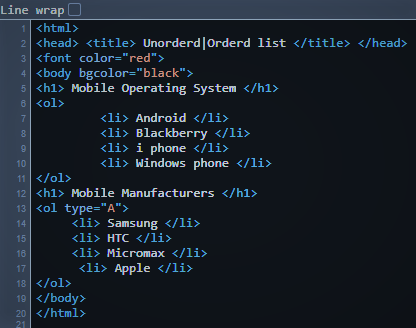 Line wrap
1 <html>
2 <head> <title> Unorderd|Orderd list </title> </head>
3 <font color="red">
4 <body bgcolor="black">
5 <h1> Mobile Operating System </h1>
6 <ol>
7 <li> Android </li>
8 <li> Blackberry </li>
9 <li> i phone </li>
10 <li> Windows phone </li>
11 </ol>
12 <h1> Mobile Manufacturers </h1>
13 <ol type="A">
14 <li> Samsung </li>
15 <li> HTC </li>
16 <li> Micromax </li>
17 <li> Apple </li>
18 </ol>
19 </body>
20 </html>
21